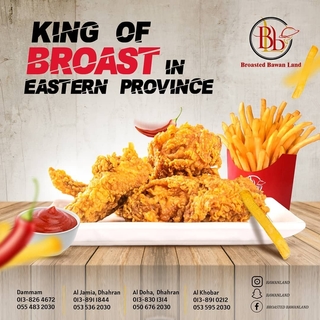 KING OF
BROAST IN
EASTERN PROVINCE
BLb
Broasted Bawan Land
Dammam
013-826 4672
055 483 2030
Al Jamia, Dhahran
013-891 1844
053 536 2030
Al Doha, Dhahran
013-830 1314
050 676 2030
Al Khobar
013-891 0212
053 595 2030
BAWANLAND
BAWANLAND
BROASTED BAWANLAND